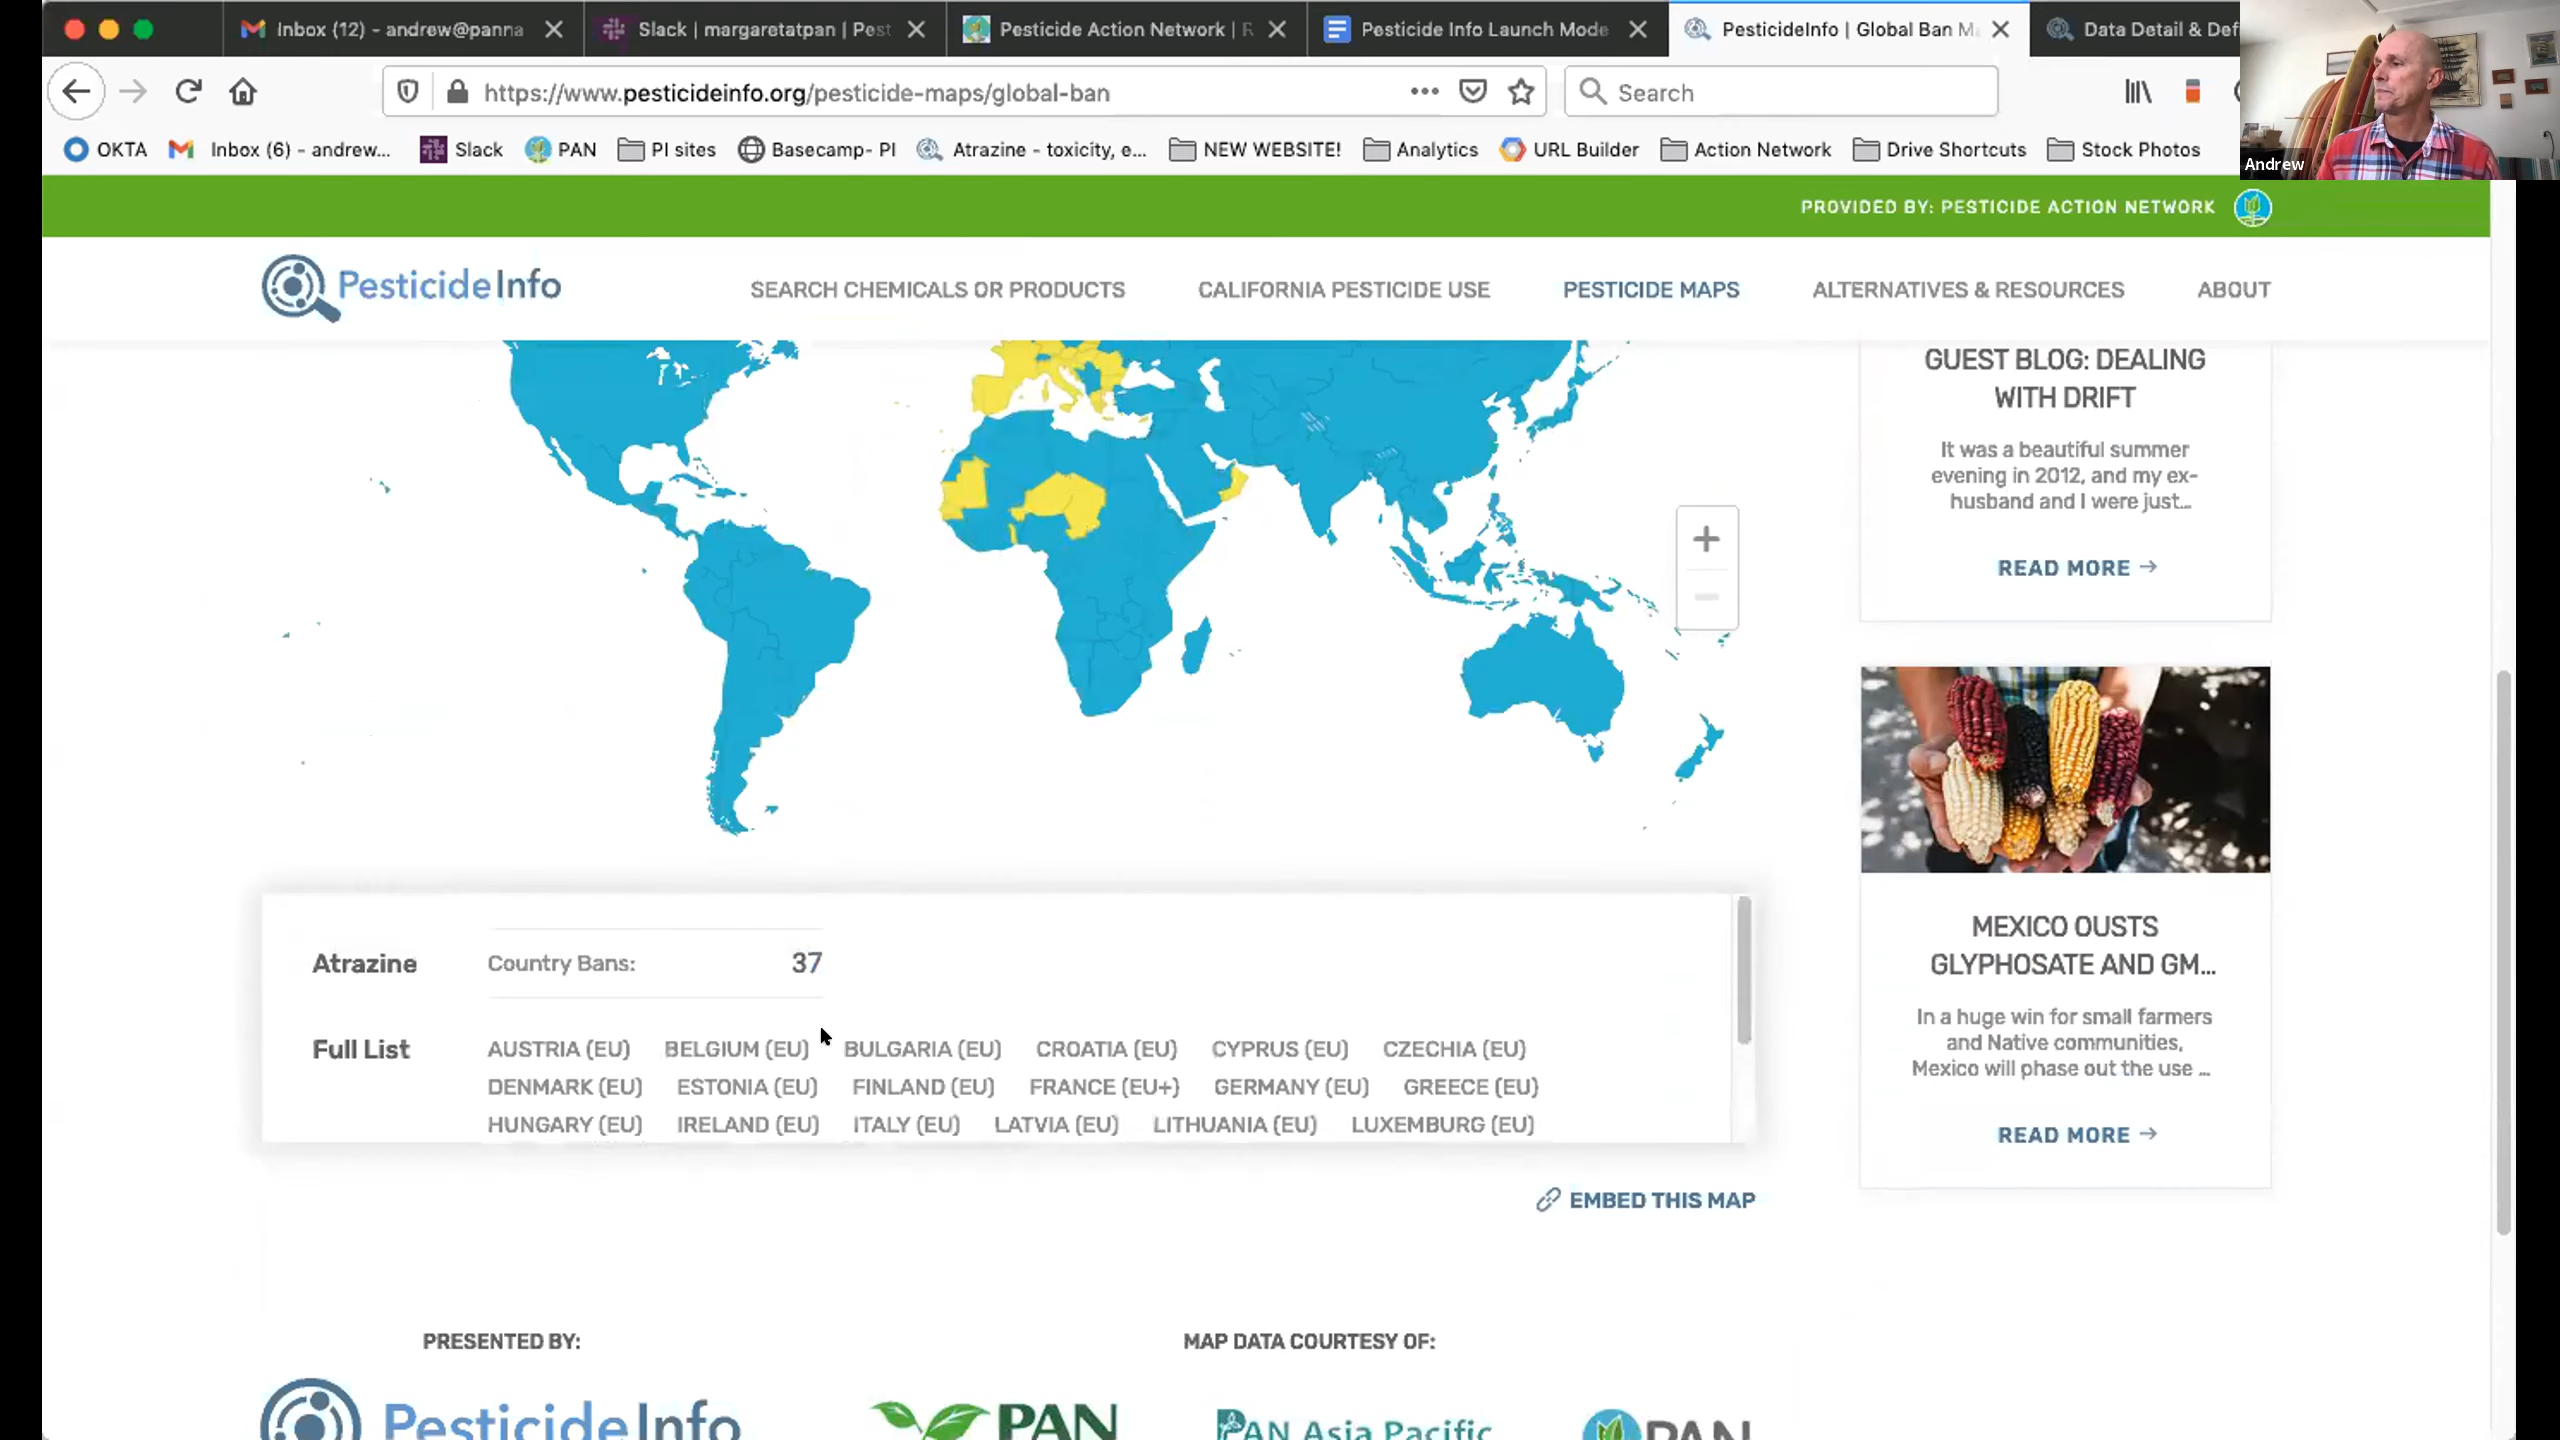 Inbox (12) - andrew@panna
Slack | margaretatpan | Pest
Pesticide Action Network | R
Pesticide Info Launch Mode
PesticideInfo | Global Ban Ma
Data Detail & Def
https://www.pesticideinfo.org/pesticide-maps/global-ban
Search
OKTA
Inbox (6) - andrew...
Slack
PAN
PI sites
Basecamp- PI
Atrazine - toxicity, e...
NEW WEBSITE!
Analytics
URL Builder
Action Network
Drive Shortcuts
Stock Photos
Andrew
PROVIDED BY: PESTICIDE ACTION NETWORK
PesticideInfo
SEARCH CHEMICALS OR PRODUCTS
CALIFORNIA PESTICIDE USE
PESTICIDE MAPS
ALTERNATIVES & RESOURCES
ABOUT
GUEST BLOG: DEALING
WITH DRIFT
It was a beautiful summer
evening in 2012, and my ex-
husband and I were just...
READ MORE →
MEXICO OUSTS
GLYPHOSATE AND GM...
In a huge win for small farmers
and Native communities,
Mexico will phase out the use ...
READ MORE →
Atrazine Country Bans: 37
Full List AUSTRIA (EU) BELGIUM (EU) BULGARIA (EU) CROATIA (EU) CYPRUS (EU) CZECHIA (EU)
DENMARK (EU) ESTONIA (EU) FINLAND (EU) FRANCE (EU+) GERMANY (EU) GREECE (EU)
HUNGARY (EU) IRELAND (EU) ITALY (EU) LATVIA (EU) LITHUANIA (EU) LUXEMBURG (EU)
EMBED THIS MAP
PRESENTED BY:
MAP DATA COURTESY OF:
PesticideInfo
PAN
PAN Asia Pacific
PAN